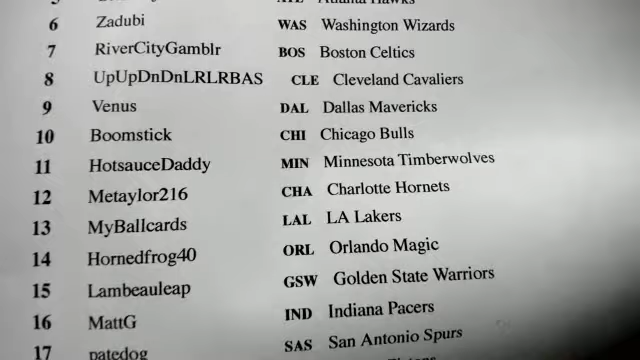 Atlanta Hawks
6 Zadubi WAS Washington Wizards
7 RiverCityGamblr BOS Boston Celtics
8 UpUpDnDnLRLRBAS CLE Cleveland Cavaliers
9 Venus DAL Dallas Mavericks
10 Boomstick CHI Chicago Bulls
11 HotsauceDaddy MIN Minnesota Timberwolves
12 Metaylor216 CHA Charlotte Hornets
13 MyBallcards LAL LA Lakers
14 Hornedfrog40 ORL Orlando Magic
15 Lambeauleap GSW Golden State Warriors
16 MattG IND Indiana Pacers
17 patedog SAS San Antonio Spurs